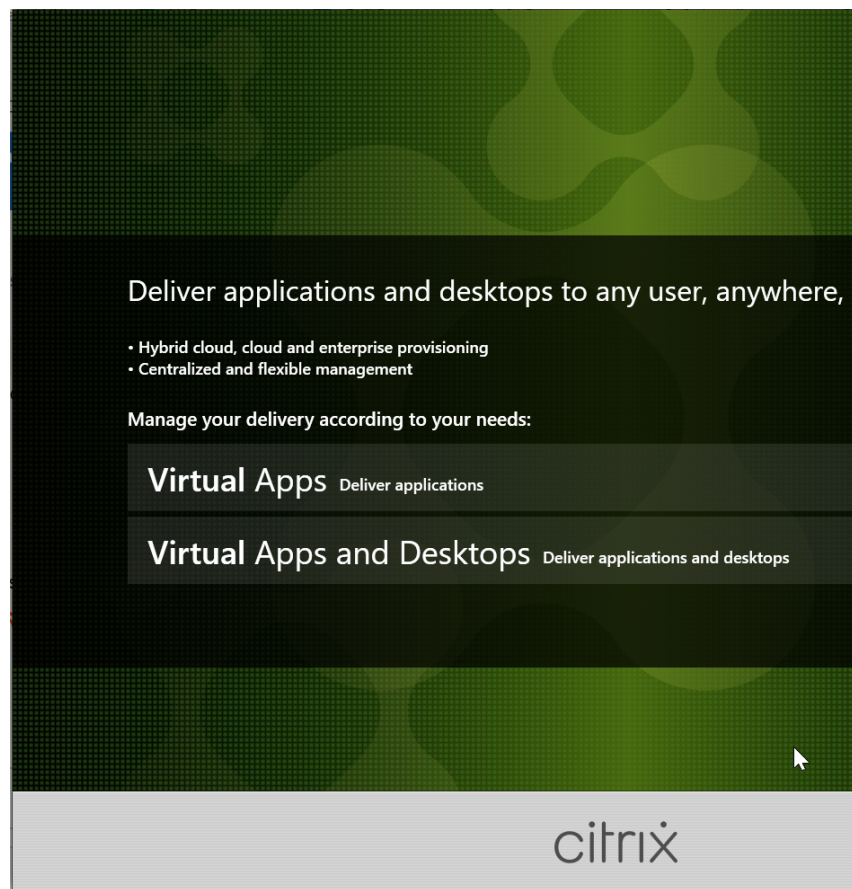 Deliver applications and desktops to any user, anywhere,
• Hybrid cloud, cloud and enterprise provisioning
• Centralized and flexible management
Manage your delivery according to your needs:
Virtual Apps Deliver applications
Virtual Apps and Desktops Deliver applications and desktops
citrix